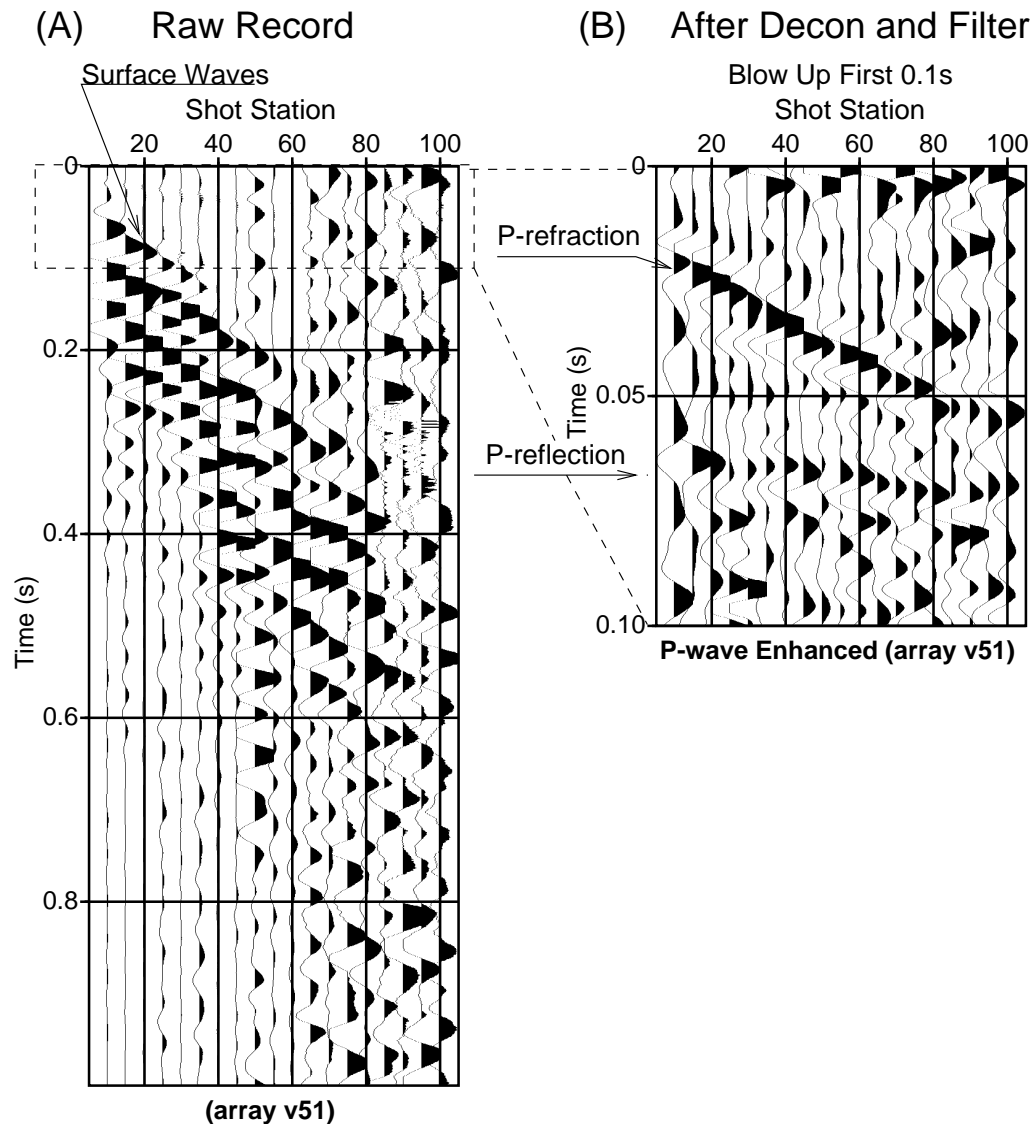 (A) Raw Record
Surface Waves
Shot Station
20 40 60 80 100
0
0.2
0.4
0.6
0.8
Time (s)
(array v51)
(B) After Decon and Filter
Blow Up First 0.1s
Shot Station
20 40 60 80 100
0
P-refraction
0.05
Time (s)
P-reflection
0.10
P-wave Enhanced (array v51)